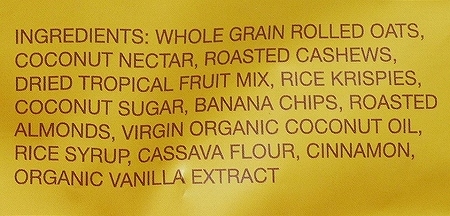 INGREDIENTS: WHOLE GRAIN ROLLED OATS,
COCONUT NECTAR, ROASTED CASHEWS,
DRIED TROPICAL FRUIT MIX, RICE KRISPIES,
COCONUT SUGAR, BANANA CHIPS, ROASTED
ALMONDS, VIRGIN ORGANIC COCONUT OIL,
RICE SYRUP, CASSAVA FLOUR, CINNAMON,
ORGANIC VANILLA EXTRACT